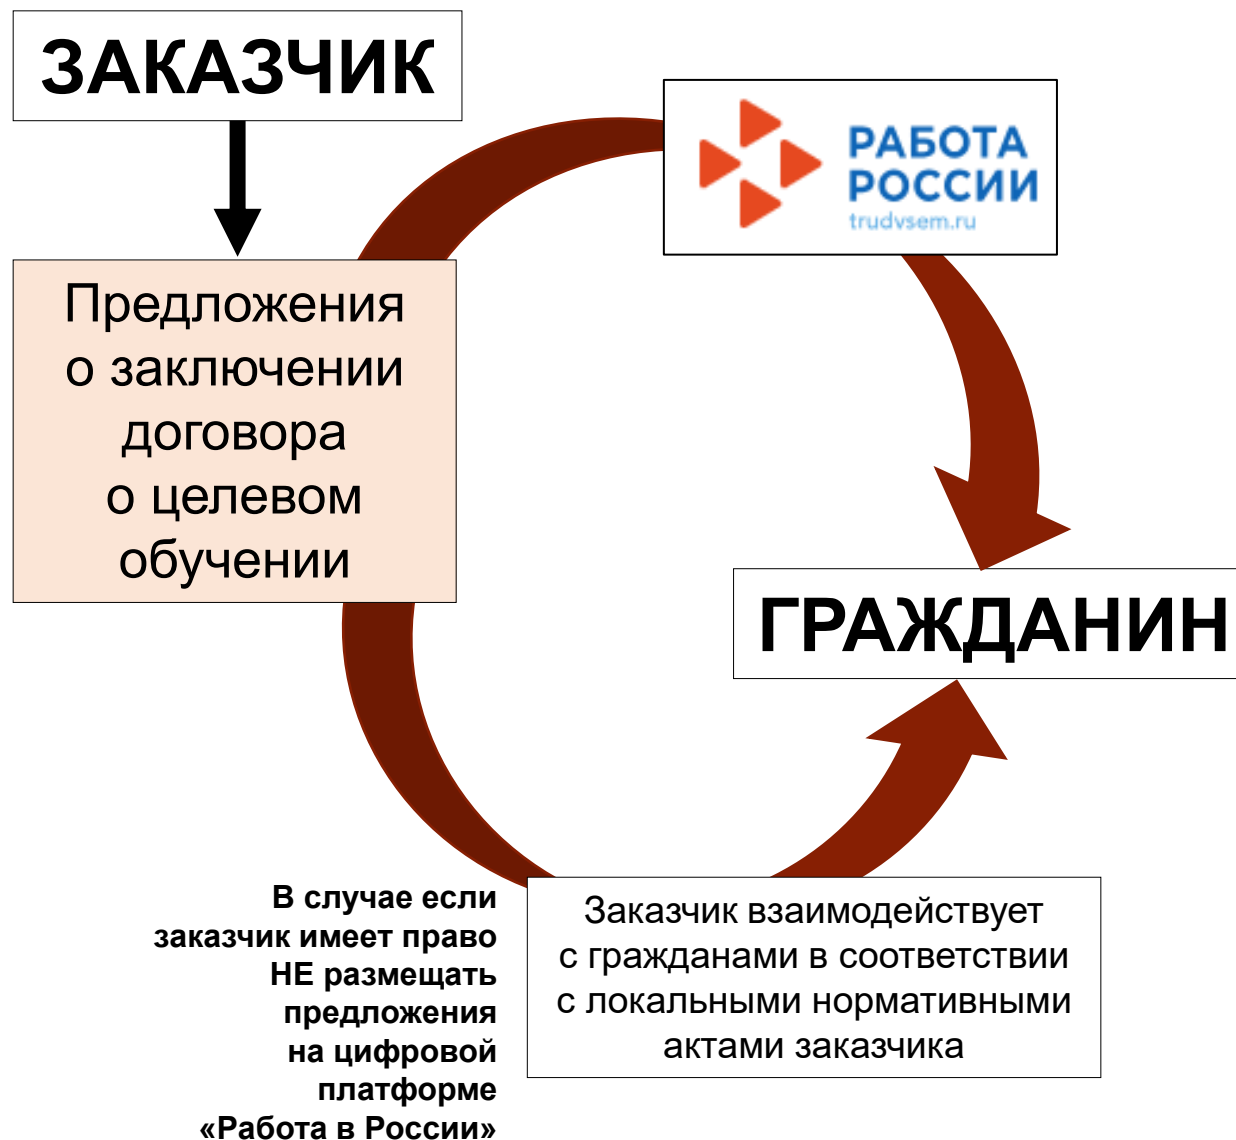 ЗАКАЗЧИК
РАБОТА
РОССИИ
trudvsem.ru
Предложения
о заключении
договора
о целевом
обучении
ГРАЖДАНИН
В случае если
заказчик имеет право
НЕ размещать
предложения
на цифровой
платформе
«Работа в России»
Заказчик взаимодействует
с гражданами в соответствии
с локальными нормативными
актами заказчика